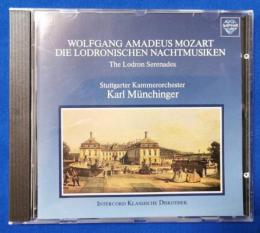 WOLFGANG AMADEUS MOZART
DIE LODRONISCHEN NACHTMUSIKEN
The Lodron Serenades
Stuttgarter Kammerorchester
Karl Münchinger
INTERCORD KLASSISCHE DISKOTHEK